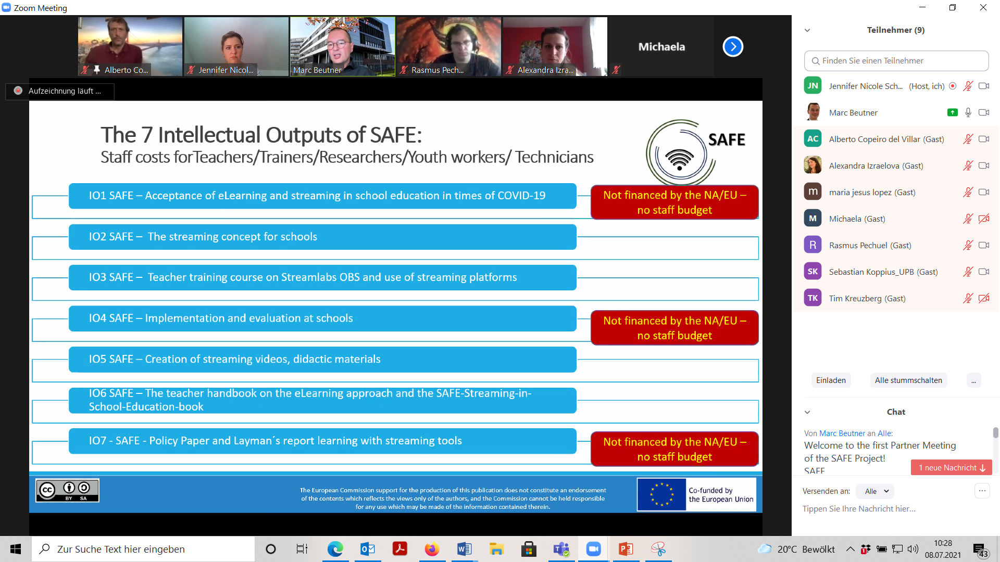 Zoom Meeting
Alberto Co...
Jennifer Nicol...
Marc Beutner
Rasmus Pech...
Alexandra Izra...
Michaela
Aufzeichnung läuft ...
The 7 Intellectual Outputs of SAFE:
Staff costs forTeachers/Trainers/Researchers/Youth workers/ Technicians
SAFE
IO1 SAFE – Acceptance of eLearning and streaming in school education in times of COVID-19
Not financed by the NA/EU –
no staff budget
IO2 SAFE –  The streaming concept for schools
IO3 SAFE –  Teacher training course on Streamlabs OBS and use of streaming platforms
IO4 SAFE – Implementation and evaluation at schools
Not financed by the NA/EU –
no staff budget
IO5 SAFE – Creation of streaming videos, didactic materials
IO6 SAFE – The teacher handbook on the eLearning approach and the SAFE-Streaming-in-
School-Education-book
IO7 - SAFE - Policy Paper and Layman´s report learning with streaming tools
Not financed by the NA/EU –
no staff budget
cc
BY SA
The European Commission support for the production of this publication does not constitute an endorsement
of the contents which reflects the views only of the authors, and the Commission cannot be held responsible
for any use which may be made of the information contained therein.
Co-funded by
the European Union
Teilnehmer (9)
Finden Sie einen Teilnehmer
JN Jennifer Nicole Sch... (Host, ich)
Marc Beutner
AC Alberto Copeiro del Villar (Gast)
Alexandra Izraelova (Gast)
m maria jesus lopez (Gast)
M Michaela (Gast)
R Rasmus Pechuel (Gast)
SK Sebastian Koppius_UPB (Gast)
TK Tim Kreuzberg (Gast)
Einladen
Alle stummschalten
...
Chat
Von Marc Beutner an Alle:
Welcome to the first Partner Meeting
of the SAFE Project!
SAFE
1 neue Nachricht
Versenden an: Alle
...
Tippen Sie Ihre Nachricht hier...
Zur Suche Text hier eingeben
20°C Bewölkt
1
10:28
08.07.2021
43